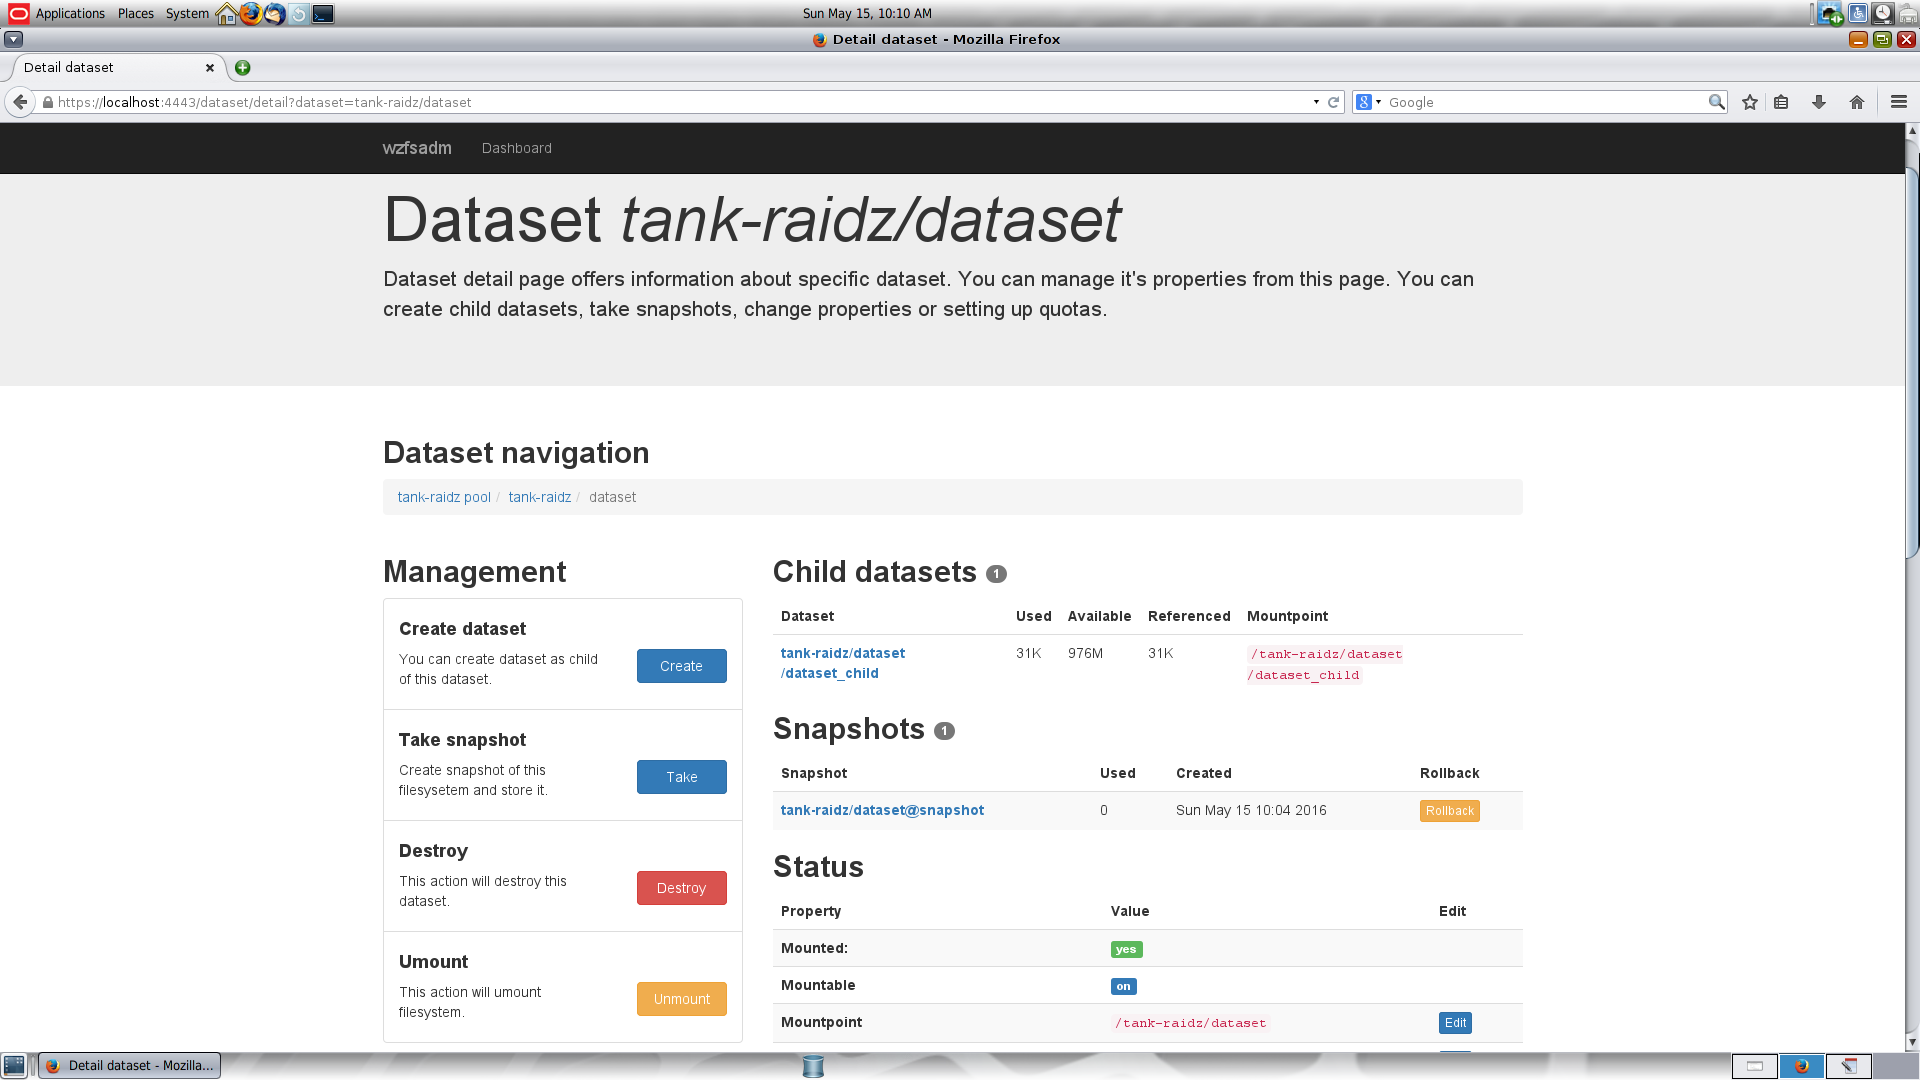 Applications Places System Sun May 15, 10:10 AM
Detail dataset - Mozilla Firefox
Detail dataset
https://localhost:4443/dataset/detail?dataset=tank-raidz/dataset Google
wzfsadm Dashboard
Dataset tank-raidz/dataset
Dataset detail page offers information about specific dataset. You can manage it's properties from this page. You can
create child datasets, take snapshots, change properties or setting up quotas.
Dataset navigation
tank-raidz pool / tank-raidz / dataset
Management
Create dataset
You can create dataset as child
of this dataset.
Create
Take snapshot
Create snapshot of this
filesysetem and store it.
Take
Destroy
This action will destroy this
dataset.
Destroy
Umount
This action will umount
filesystem.
Unmount
Child datasets 1
Dataset Used Available Referenced Mountpoint
tank-raidz/dataset 31K 976M 31K /tank-raidz/dataset
/dataset_child /dataset_child
Snapshots 1
Snapshot Used Created Rollback
tank-raidz/dataset@snapshot 0 Sun May 15 10:04 2016 Rollback
Status
Property Value Edit
Mounted: yes
Mountable on
Mountpoint /tank-raidz/dataset Edit
Detail dataset - Mozilla...